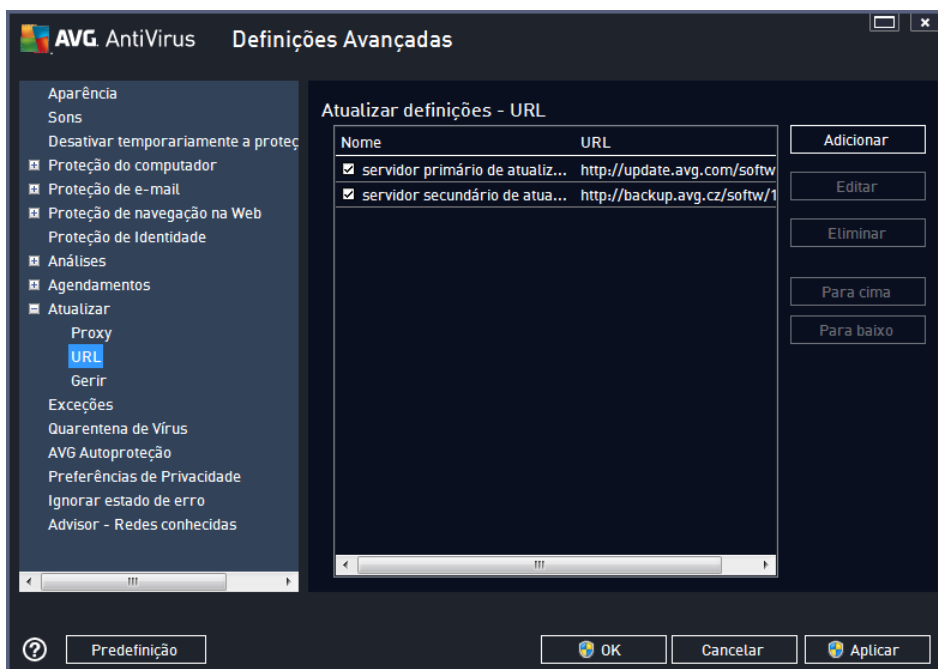 AVG. AntiVirus Definições Avançadas
Aparência
Sons
Desativar temporariamente a proteç
Proteção do computador
Proteção de e-mail
Proteção de navegação na Web
Proteção de Identidade
Análises
Agendamentos
Atualizar
Proxy
URL
Gerir
Exceções
Quarentena de Vírus
AVG Autoproteção
Preferências de Privacidade
Ignorar estado de erro
Advisor - Redes conhecidas
Atualizar definições - URL
Nome URL
servidor primário de atualiz... http://update.avg.com/softw
servidor secundário de atua... http://backup.avg.cz/softw/1
Adicionar
Editar
Eliminar
Para cima
Para baixo
Predefinição
OK
Cancelar
Aplicar